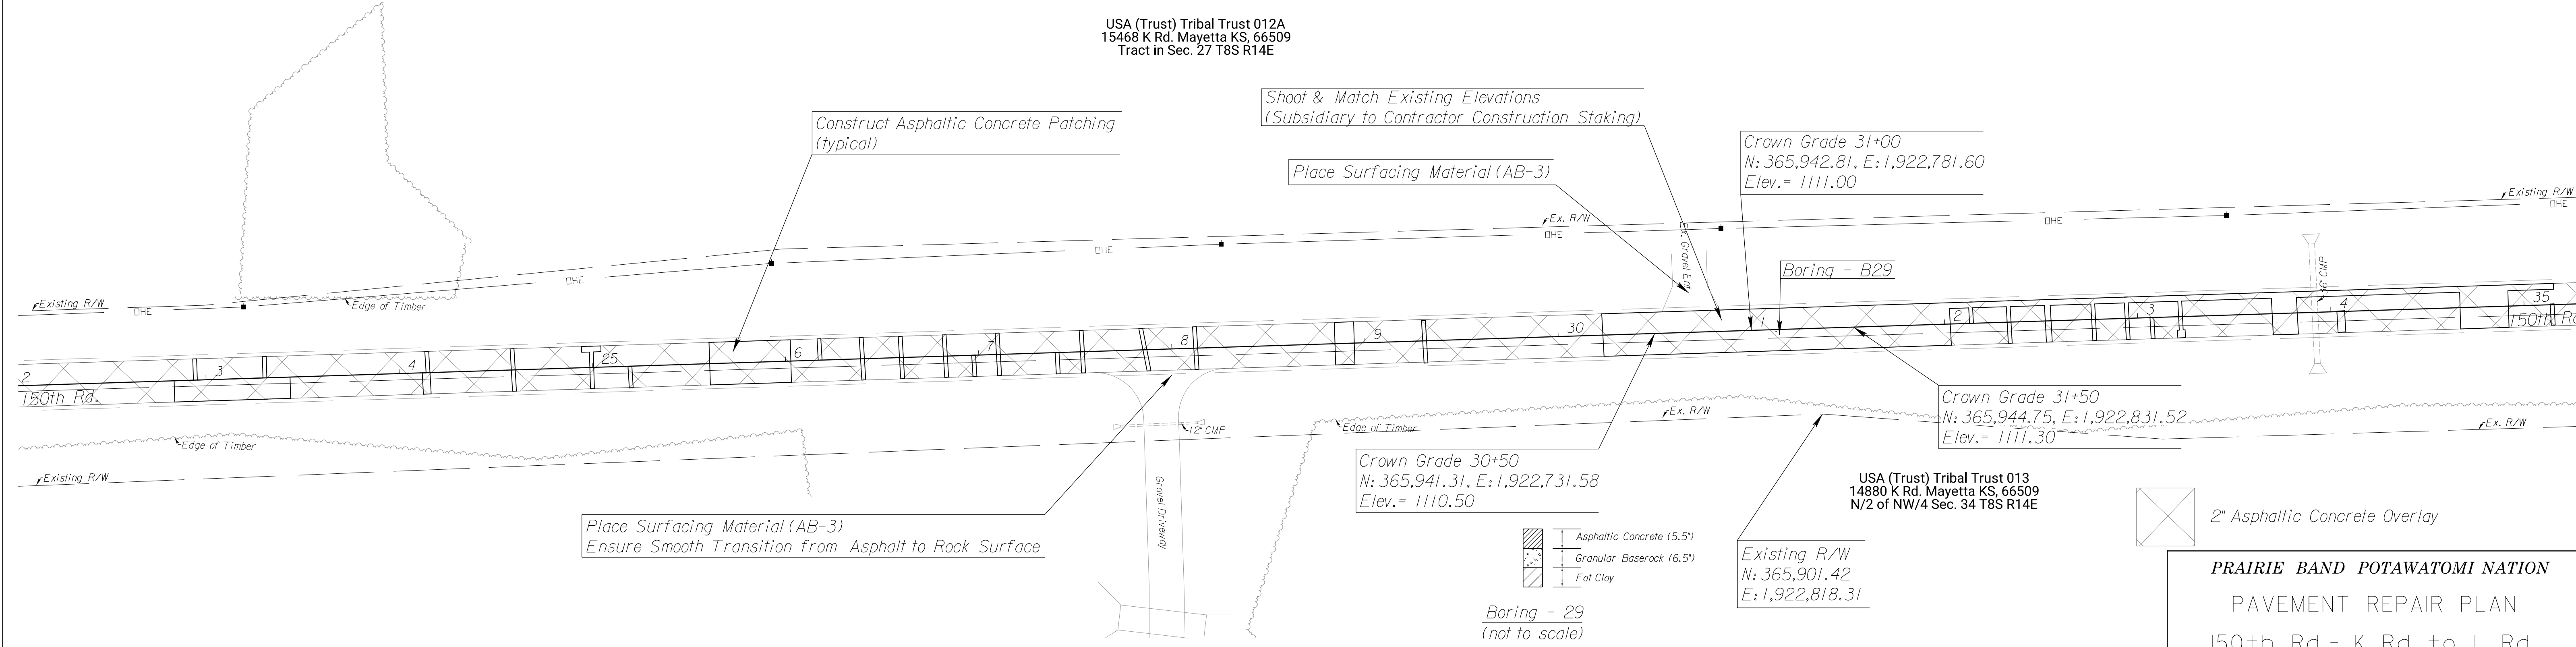 USA (Trust) Tribal Trust 012A
15468 K Rd. Mayetta KS, 66509
Tract in Sec. 27 T8S R14E
Construct Asphaltic Concrete Patching
(typical)
Shoot & Match Existing Elevations
(Subsidiary to Contractor Construction Staking)
Place Surfacing Material (AB-3)
Crown Grade 31+00
N: 365,942.81, E: 1,922,781.60
Elev.= 1111.00
Existing R/W
OHE
Edge of Timber
OHE
OHE
Ex. R/W
OHE
Ex. Gravel Ent.
Boring - B29
OHE
36" CMP
Existing R/W
OHE
2
3
4
25
6
7
8
9
30
1
2
3
4
35
150th Rd.
150th Rd
Edge of Timber
Existing R/W
12" CMP
Gravel Driveway
Edge of Timber
Ex. R/W
Ex. R/W
Crown Grade 31+50
N: 365,944.75, E: 1,922,831.52
Elev.= 1111.30
Crown Grade 30+50
N: 365,941.31, E: 1,922,731.58
Elev.= 1110.50
USA (Trust) Tribal Trust 013
14880 K Rd. Mayetta KS, 66509
N/2 of NW/4 Sec. 34 T8S R14E
Place Surfacing Material (AB-3)
Ensure Smooth Transition from Asphalt to Rock Surface
Asphaltic Concrete (5.5")
Granular Baserock (6.5")
Fat Clay
Boring - 29
(not to scale)
Existing R/W
N: 365,901.42
E: 1,922,818.31
2" Asphaltic Concrete Overlay
PRAIRIE BAND POTAWATOMI NATION
PAVEMENT REPAIR PLAN
150th Rd - K Rd to L Rd